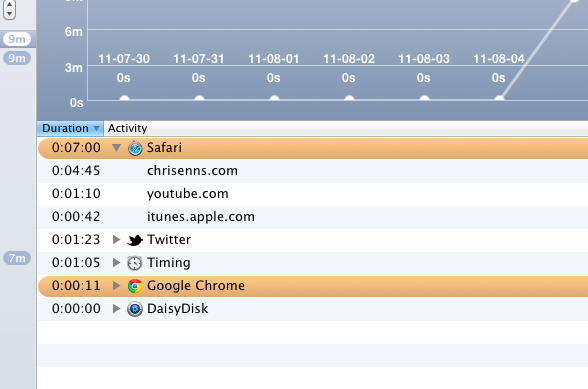 9m
6m
9m
11-07-30 11-07-31 11-08-01 11-08-02 11-08-03 11-08-04
3m
0s 0s 0s 0s 0s 0s
0s
Duration Activity
0:07:00 Safari
0:04:45 chrisenns.com
0:01:10 youtube.com
0:00:42 itunes.apple.com
0:01:23 Twitter
7m
0:01:05 Timing
0:00:11 Google Chrome
0:00:00 DaisyDisk